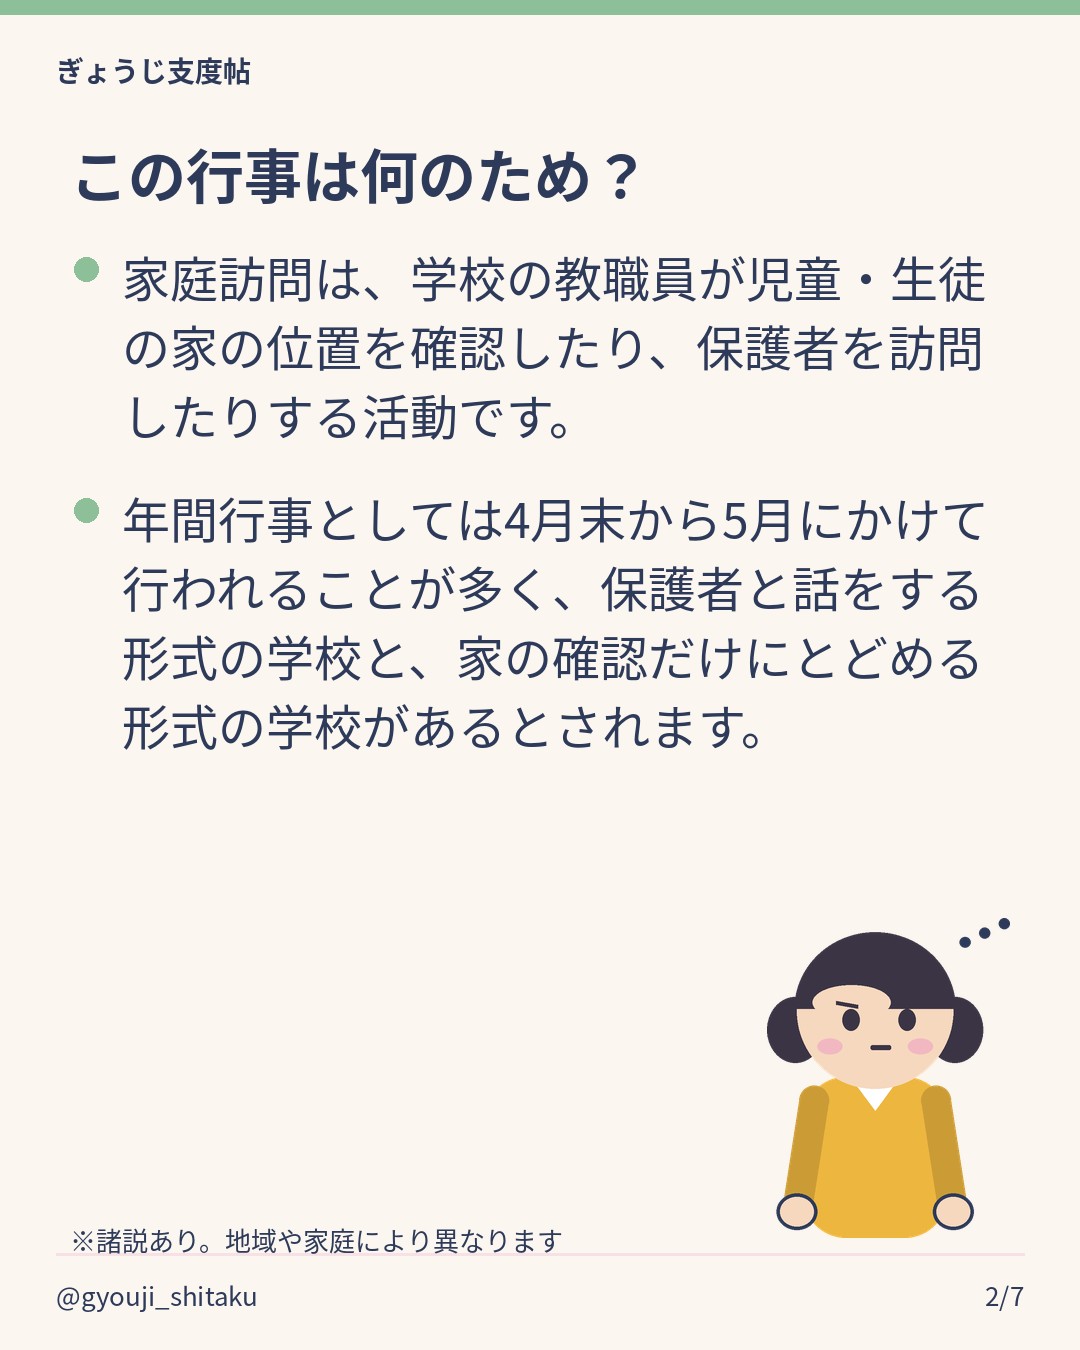 ぎょうじ支度帖
この行事は何のため？
家庭訪問は、学校の教職員が児童・生徒
の家の位置を確認したり、保護者を訪問
したりする活動です。
年間行事としては4月末から5月にかけて
行われることが多く、保護者と話をする
形式の学校と、家の確認だけにとどめる
形式の学校があるとされます。
※諸説あり。地域や家庭により異なります
@gyouji_shitaku
2/7